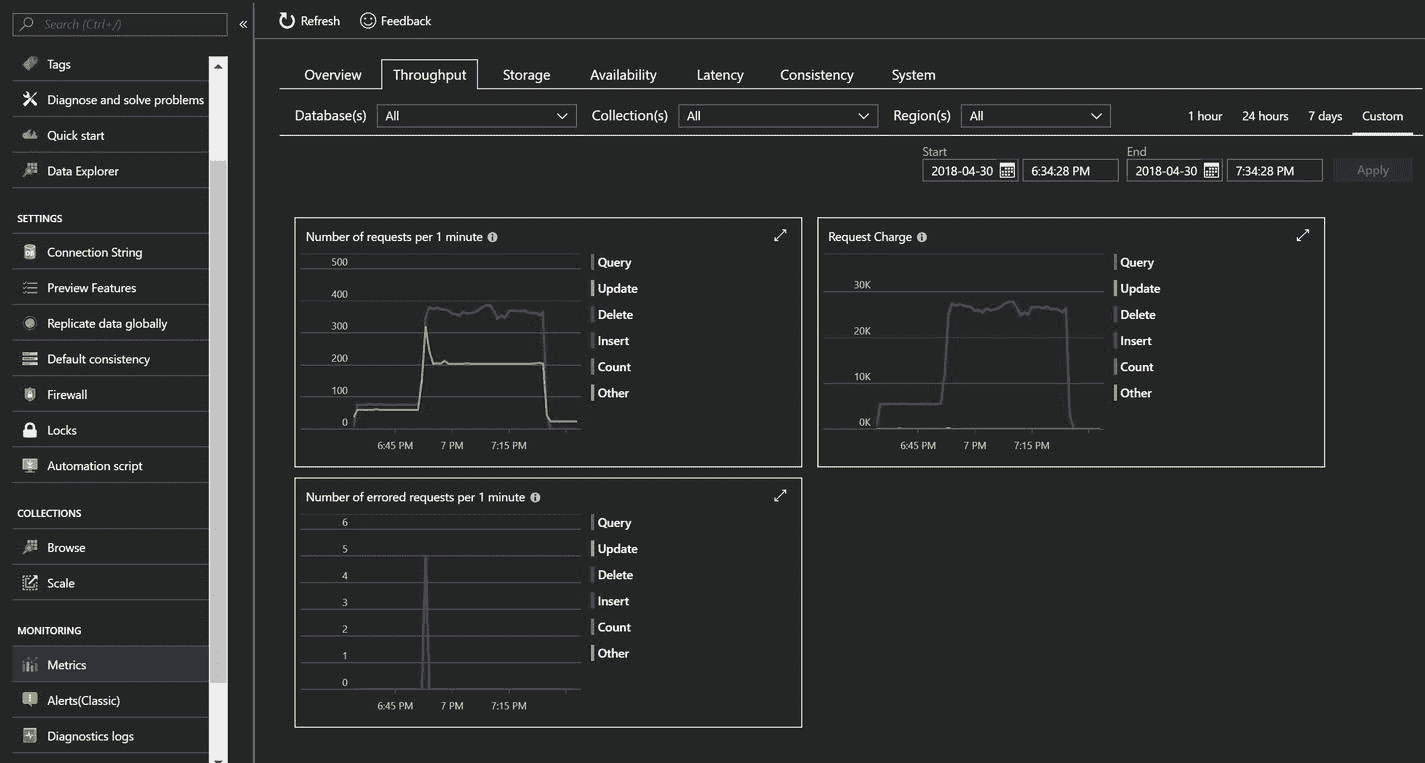 Search (Ctrl+/)
«
Tags
Diagnose and solve problems
Quick start
Data Explorer
SETTINGS
Connection String
Preview Features
Replicate data globally
Default consistency
Firewall
Locks
Automation script
COLLECTIONS
Browse
Scale
MONITORING
Metrics
Alerts(Classic)
Diagnostics logs
Refresh Feedback
Overview Throughput Storage Availability Latency Consistency System
Database(s) All Collection(s) All Region(s) All 1 hour 24 hours 7 days Custom
Start End
2018-04-30 6:34:28 PM 2018-04-30 7:34:28 PM Apply
Number of requests per 1 minute
500
400
300
200
100
0
6:45 PM 7 PM 7:15 PM
Query
Update
Delete
Insert
Count
Other
Request Charge
30K
20K
10K
0K
6:45 PM 7 PM 7:15 PM
Query
Update
Delete
Insert
Count
Other
Number of errored requests per 1 minute
6
5
4
3
2
1
0
6:45 PM 7 PM 7:15 PM
Query
Update
Delete
Insert
Count
Other